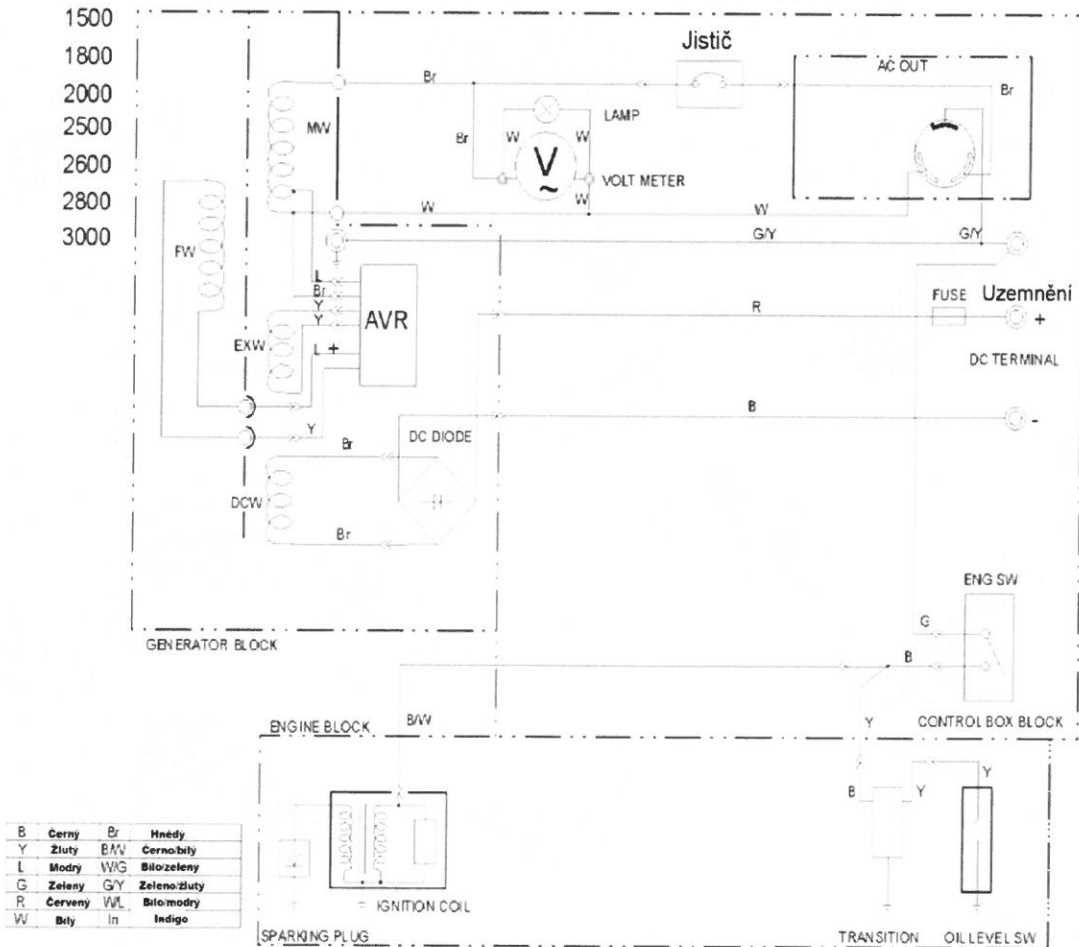 1500
1800
2000
2500
2600
2800
3000
Jistič
AC OUT
Br
Br
MW
LAMP
Br
W
W
V
~
VOLT METER
W
W
W
G/Y
G/Y
FW
L
Br
Y
Y
AVR
FUSE
Uzemnění
R
+
EXW
L +
DC TERMINAL
B
-
Y
Br
DC DIODE
DCW
Br
ENG SW
G
B
GENERATOR BLOCK
ENGINE BLOCK
B/W
Y
CONTROL BOX BLOCK
B
Y
Y
B Černý Br Hnědý
Y Žlutý B/W Černo/bílý
L Modrý W/G Bílo/zelený
G Zelený G/Y Zeleno/žlutý
R Červený W/L Bílo/modrý
W Bílý In Indigo
IGNITION COIL
SPARKING PLUG
TRANSITION
OIL LEVEL SW